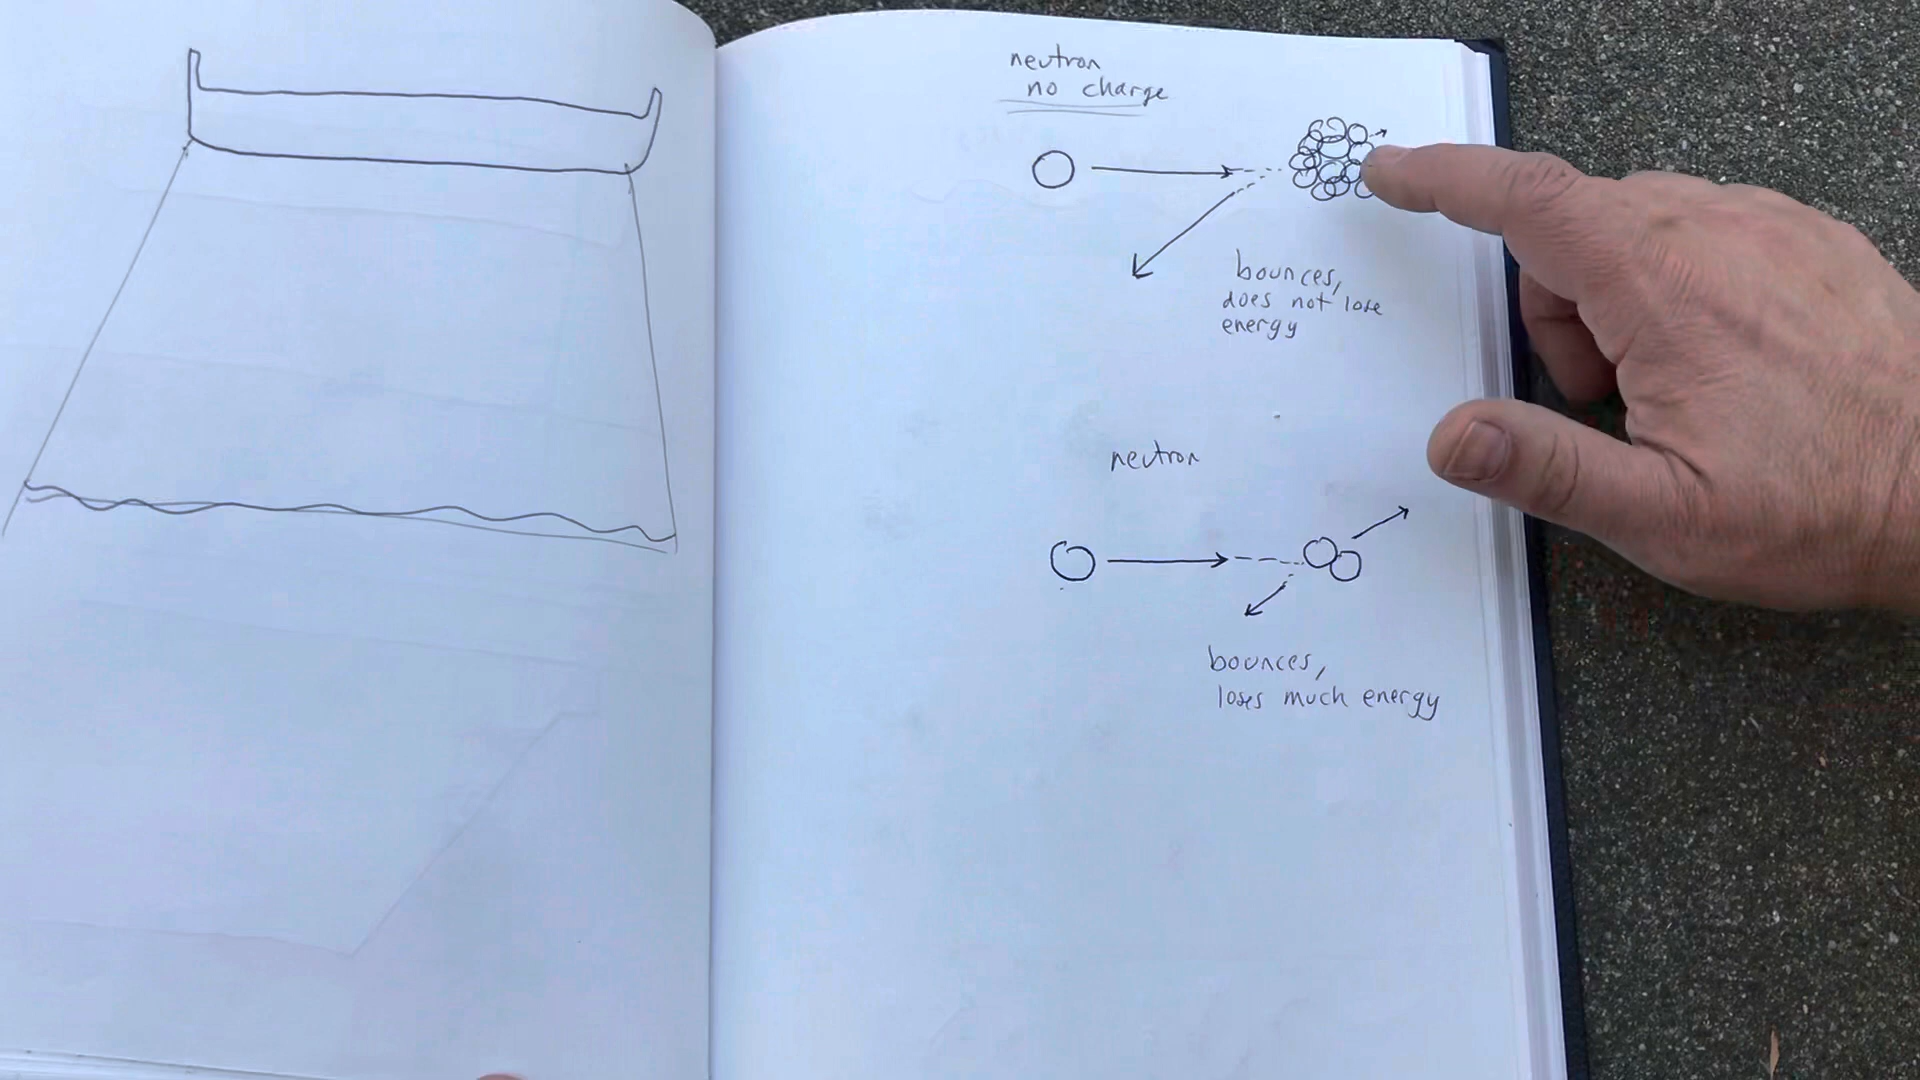 neutron
no charge
bounces,
does not lose
energy
neutron
bounces,
loses much energy